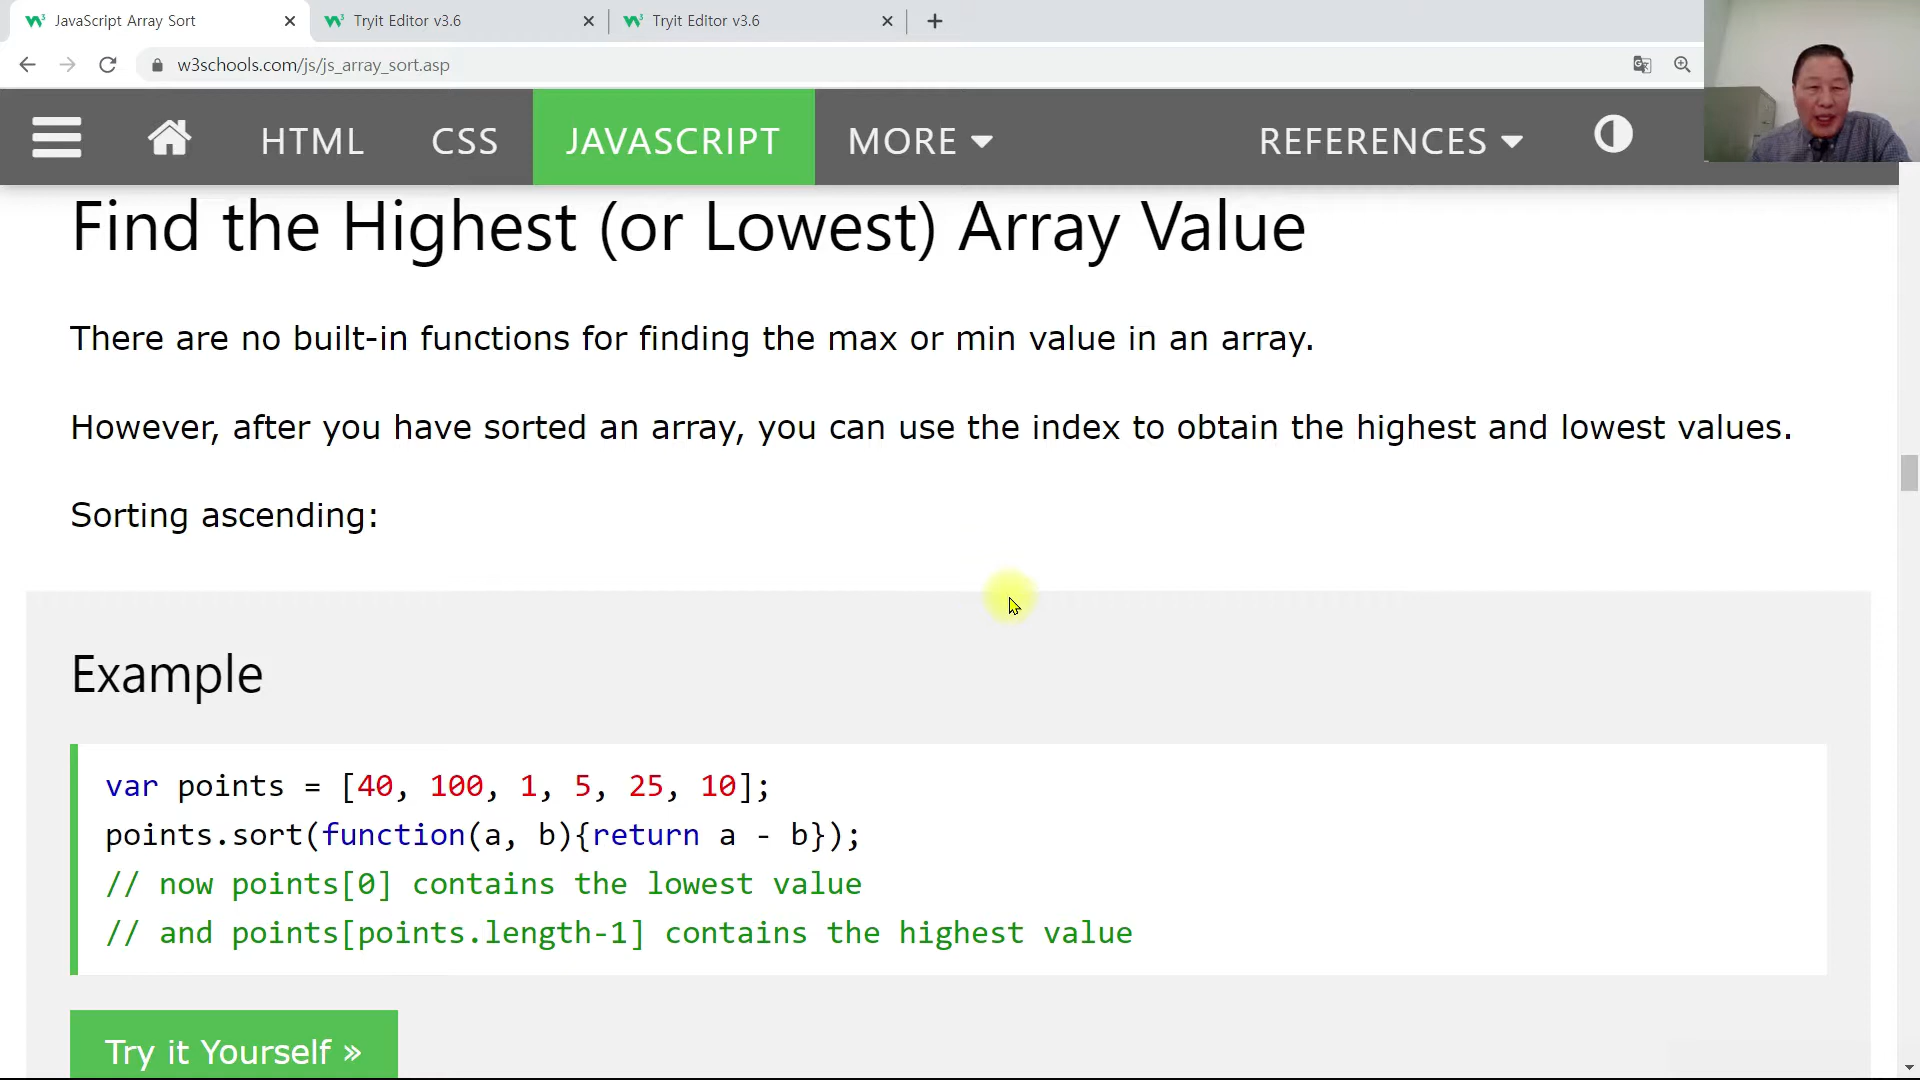 JavaScript Array Sort
Tryit Editor v3.6
Tryit Editor v3.6
w3schools.com/js/js_array_sort.asp
HTML CSS JAVASCRIPT MORE REFERENCES
Find the Highest (or Lowest) Array Value
There are no built-in functions for finding the max or min value in an array.
However, after you have sorted an array, you can use the index to obtain the highest and lowest values.
Sorting ascending:
Example
var points = [40, 100, 1, 5, 25, 10];
points.sort(function(a, b){return a - b});
// now points[0] contains the lowest value
// and points[points.length-1] contains the highest value
Try it Yourself »